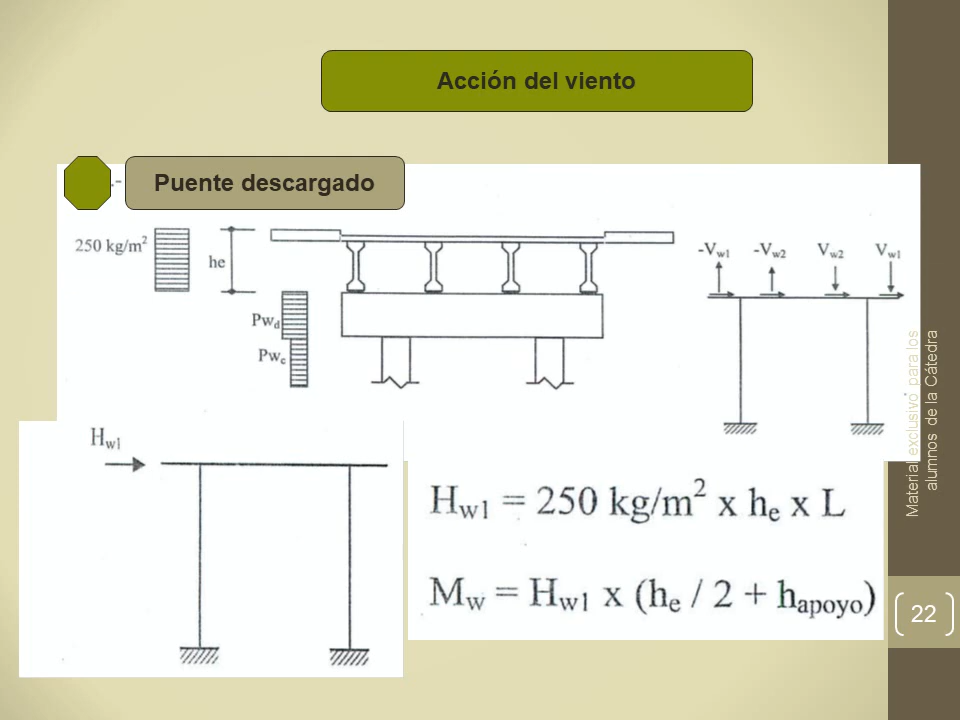 Acción del viento
.-
Puente descargado
250 kg/m²
he
Pw_d
Pw_c
-V_w1 -V_w2 V_w2 V_w1
H_w1
H_w1 = 250 kg/m² x h_e x L
M_w = H_w1 x (h_e / 2 + h_apoyo)
Material exclusivo para los
alumnos de la Cátedra
22